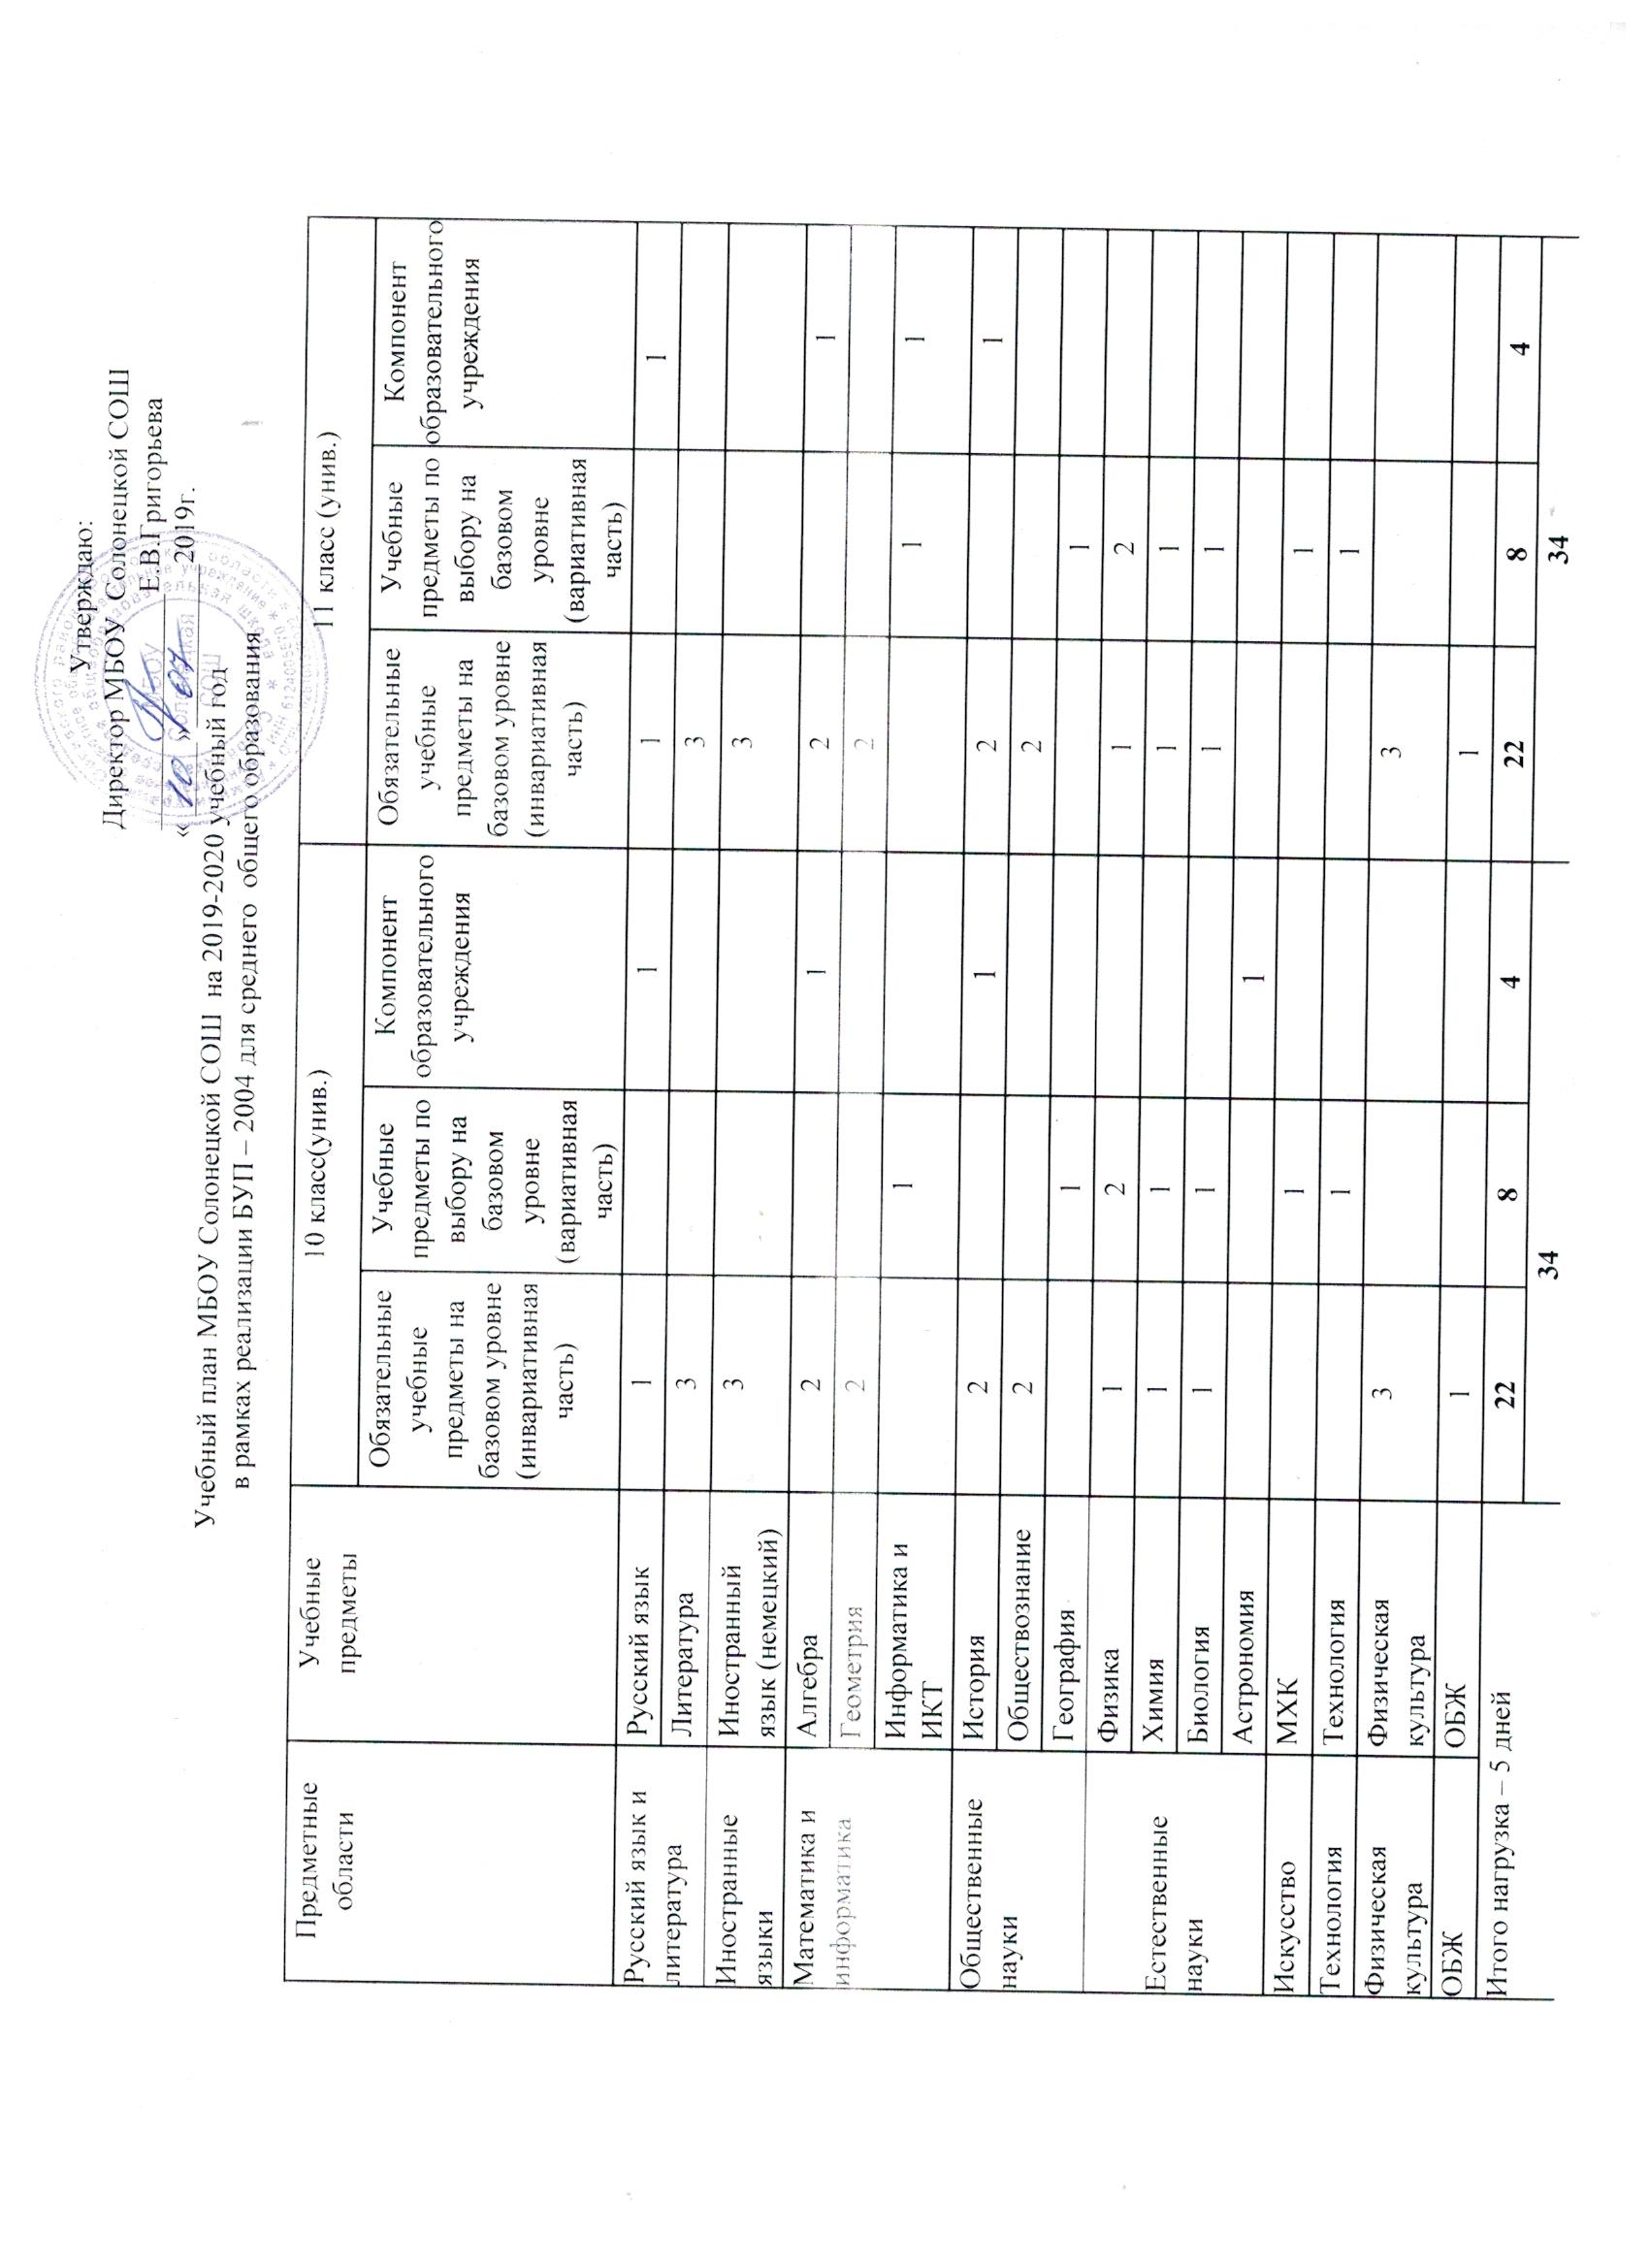 Утверждаю:
Директор МБОУ Солонецкой СОШ
Е.В.Григорьева
« 10 » 07 2019г.
Учебный план МБОУ Солонецкой СОШ на 2019-2020 учебный год
в рамках реализации БУП – 2004 для среднего общего образования
Предметные области Учебные предметы 10 класс(унив.) 11 класс (унив.)
Обязательные учебные предметы на базовом уровне (инвариативная часть) Учебные предметы по выбору на базовом уровне (вариативная часть) Компонент образовательного учреждения Обязательные учебные предметы на базовом уровне (инвариативная часть) Учебные предметы по выбору на базовом уровне (вариативная часть) Компонент образовательного учреждения
Русский язык и литература Русский язык 1 1 1 1
Литература 3 3
Иностранные языки Иностранный язык (немецкий) 3 3
Математика и информатика Алгебра 2 1 2 1
Геометрия 2 2
Информатика и ИКТ 1 1 1
Общественные науки История 2 1 2 1
Обществознание 2 2
География 1 1
Естественные науки Физика 1 2 1 2
Химия 1 1 1 1
Биология 1 1 1 1
Астрономия 1
Искусство МХК 1 1
Технология Технология 1 1
Физическая культура Физическая культура 3 3
ОБЖ ОБЖ 1 1
Итого нагрузка – 5 дней 22 8 4 22 8 4
34 34